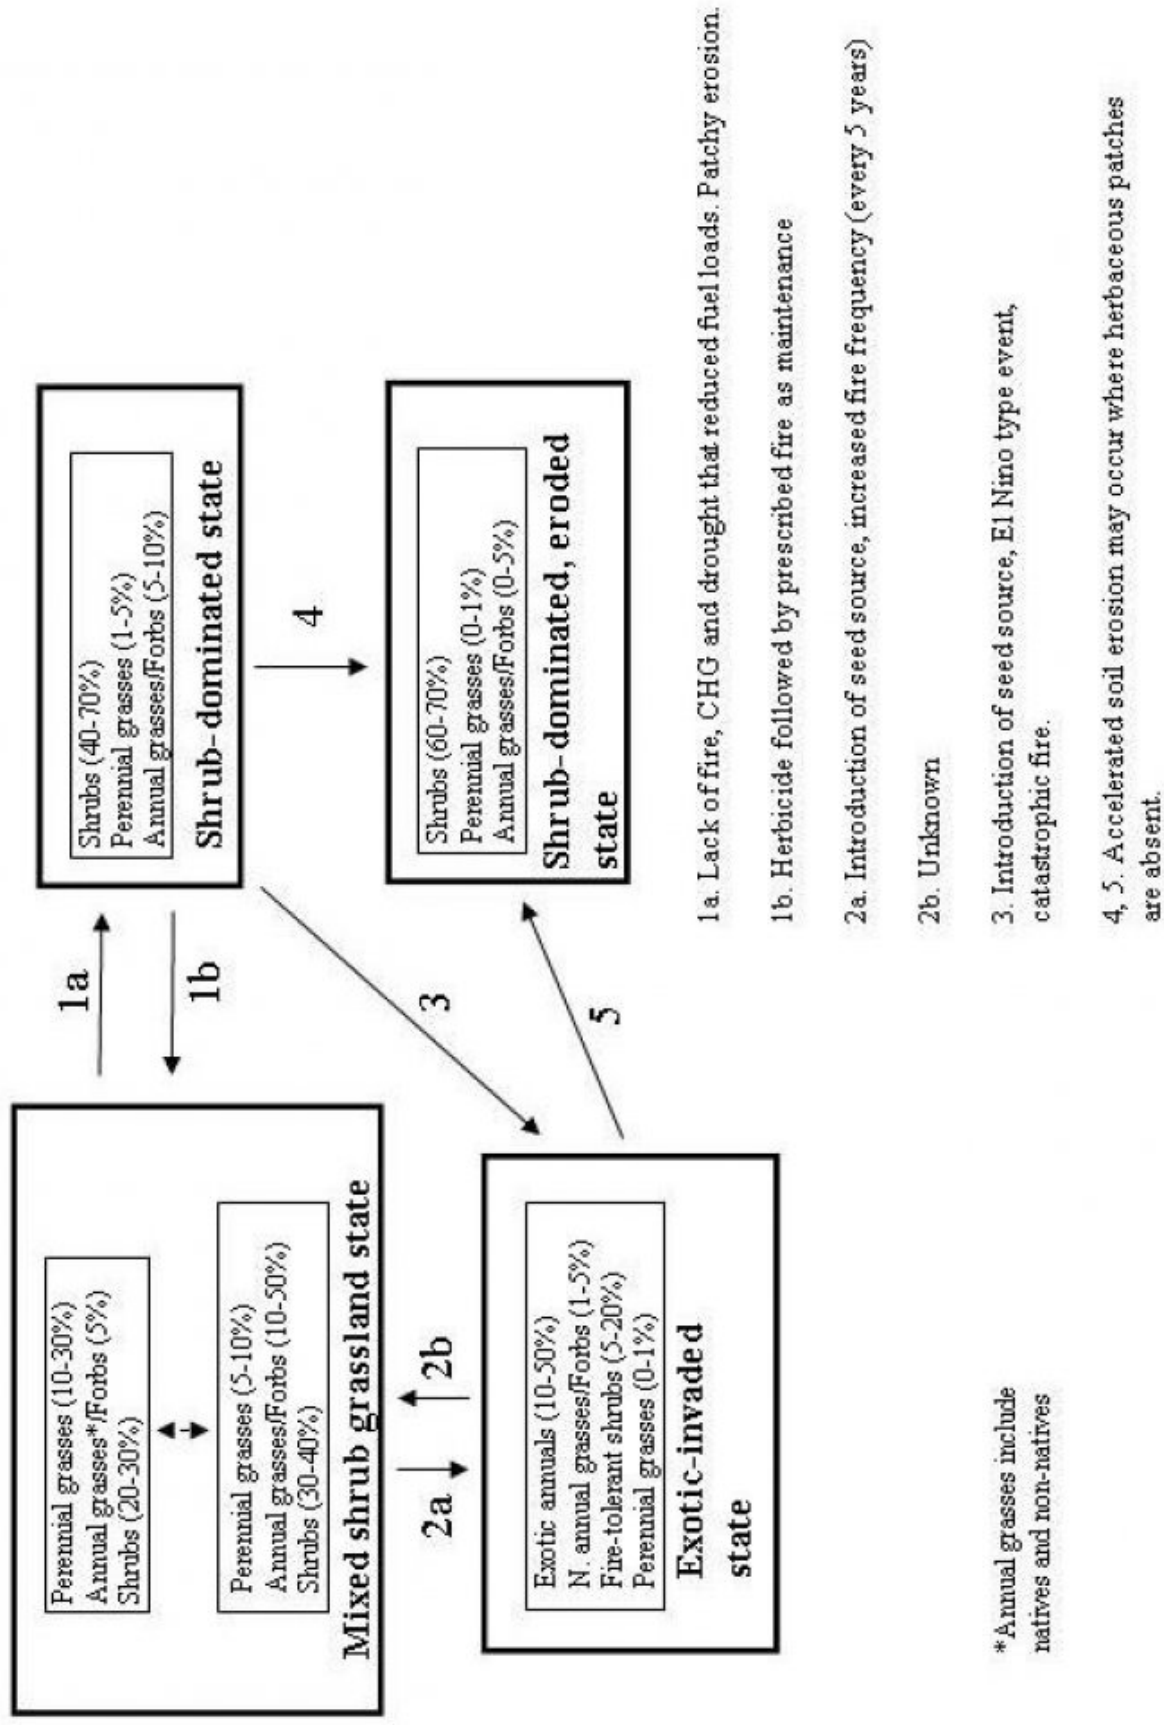 Perennial grasses (10-30%)
Annual grasses*/Forbs (5%)
Shrubs (20-30%)
Perennial grasses (5-10%)
Annual grasses/Forbs (10-50%)
Shrubs (30-40%)
Mixed shrub grassland state
1a
1b
Shrubs (40-70%)
Perennial grasses (1-5%)
Annual grasses/Forbs (5-10%)
Shrub-dominated state
2a
2b
3
4
Exotic annuals (10-50%)
N. annual grasses/Forbs (1-5%)
Fire-tolerant shrubs (5-20%)
Perennial grasses (0-1%)
Exotic-invaded
state
5
Shrubs (60-70%)
Perennial grasses (0-1%)
Annual grasses/Forbs (0-5%)
Shrub-dominated, eroded
state
1a. Lack of fire, CHG and drought that reduced fuel loads. Patchy erosion.
1b. Herbicide followed by prescribed fire as maintenance
2a. Introduction of seed source, increased fire frequency (every 5 years)
2b. Unknown
3. Introduction of seed source, El Nino type event,
catastrophic fire.
4, 5. Accelerated soil erosion may occur where herbaceous patches
are absent.
*Annual grasses include
natives and non-natives